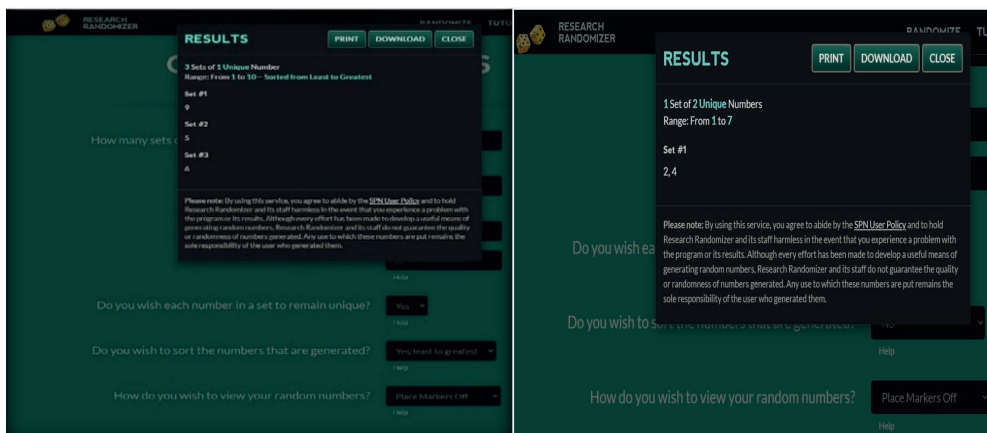 RESEARCH
RANDOMIZER
RANDOMIZE TUTO
RESULTS
PRINT DOWNLOAD CLOSE
3 Sets of 1 Unique Number
Range: From 1 to 10 -- Sorted from Least to Greatest
Set #1
9
Set #2
5
Set #3
6
How many sets
Please note: By using this service, you agree to abide by the SPN User Policy and to hold
Research Randomizer and its staff harmless in the event that you experience a problem with
the program or its results. Although every effort has been made to develop a useful means of
generating random numbers, Research Randomizer and its staff do not guarantee the quality
or randomness of numbers generated. Any use to which these numbers are put remains the
sole responsibility of the user who generated them.
Help
Do you wish each number in a set to remain unique? Yes
Help
Do you wish to sort the numbers that are generated? Yes, least to greatest
Help
How do you wish to view your random numbers? Place Markers Off
Help
RESEARCH
RANDOMIZER
RANDOMIZE TU
RESULTS
PRINT DOWNLOAD CLOSE
1 Set of 2 Unique Numbers
Range: From 1 to 7
Set #1
2, 4
Please note: By using this service, you agree to abide by the SPN User Policy and to hold
Research Randomizer and its staff harmless in the event that you experience a problem with
the program or its results. Although every effort has been made to develop a useful means of
generating random numbers, Research Randomizer and its staff do not guarantee the quality
or randomness of numbers generated. Any use to which these numbers are put remains the
sole responsibility of the user who generated them.
Do you wish ea
Do you wish to sort the numbers that are generated? No
Help
How do you wish to view your random numbers? Place Markers Off
Help